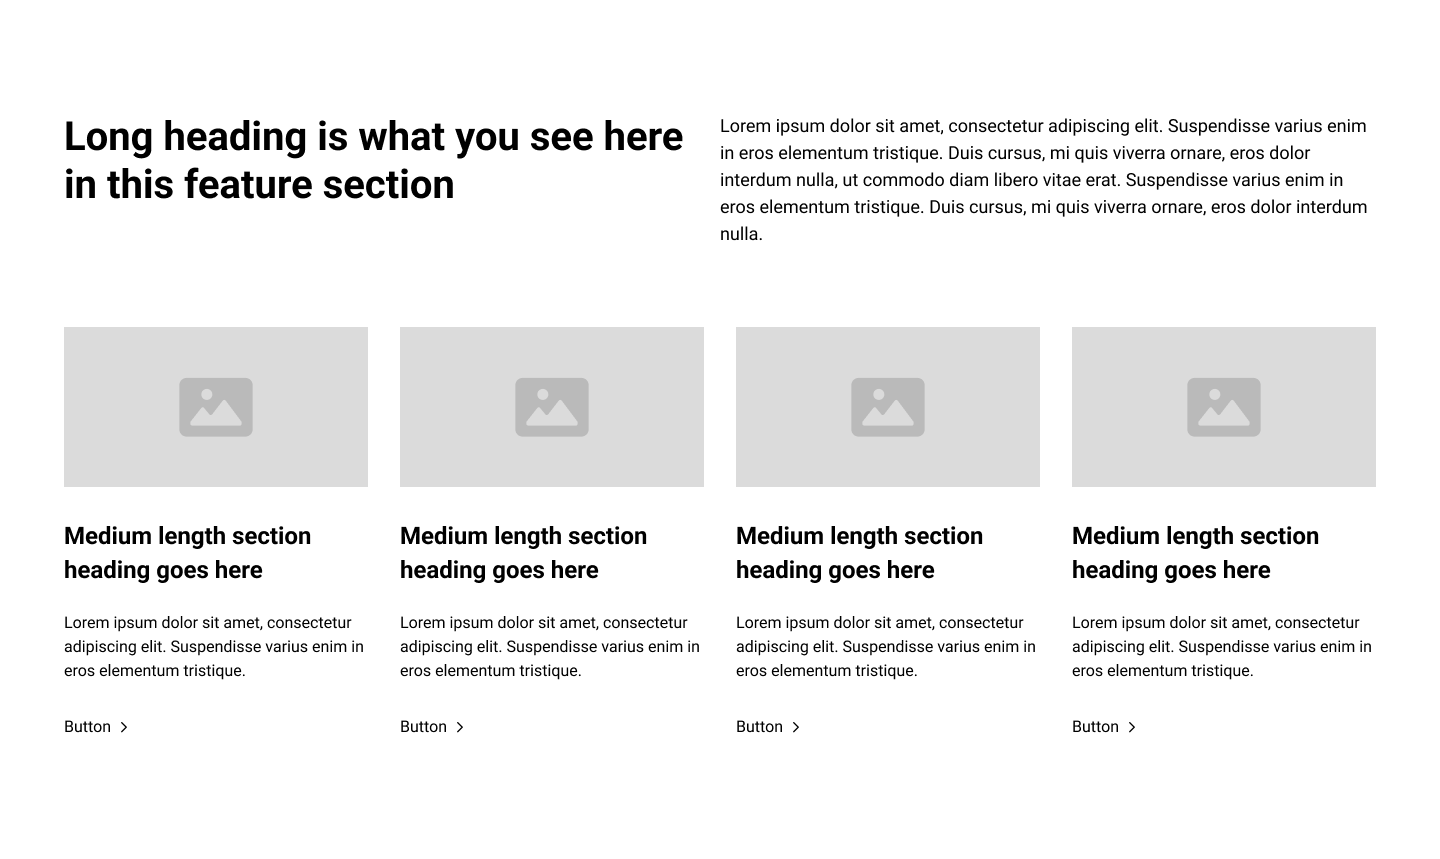 Long heading is what you see here
in this feature section
Lorem ipsum dolor sit amet, consectetur adipiscing elit. Suspendisse varius enim
in eros elementum tristique. Duis cursus, mi quis viverra ornare, eros dolor
interdum nulla, ut commodo diam libero vitae erat. Suspendisse varius enim in
eros elementum tristique. Duis cursus, mi quis viverra ornare, eros dolor interdum
nulla.
Medium length section
heading goes here
Lorem ipsum dolor sit amet, consectetur
adipiscing elit. Suspendisse varius enim in
eros elementum tristique.
Button
Medium length section
heading goes here
Lorem ipsum dolor sit amet, consectetur
adipiscing elit. Suspendisse varius enim in
eros elementum tristique.
Button
Medium length section
heading goes here
Lorem ipsum dolor sit amet, consectetur
adipiscing elit. Suspendisse varius enim in
eros elementum tristique.
Button
Medium length section
heading goes here
Lorem ipsum dolor sit amet, consectetur
adipiscing elit. Suspendisse varius enim in
eros elementum tristique.
Button